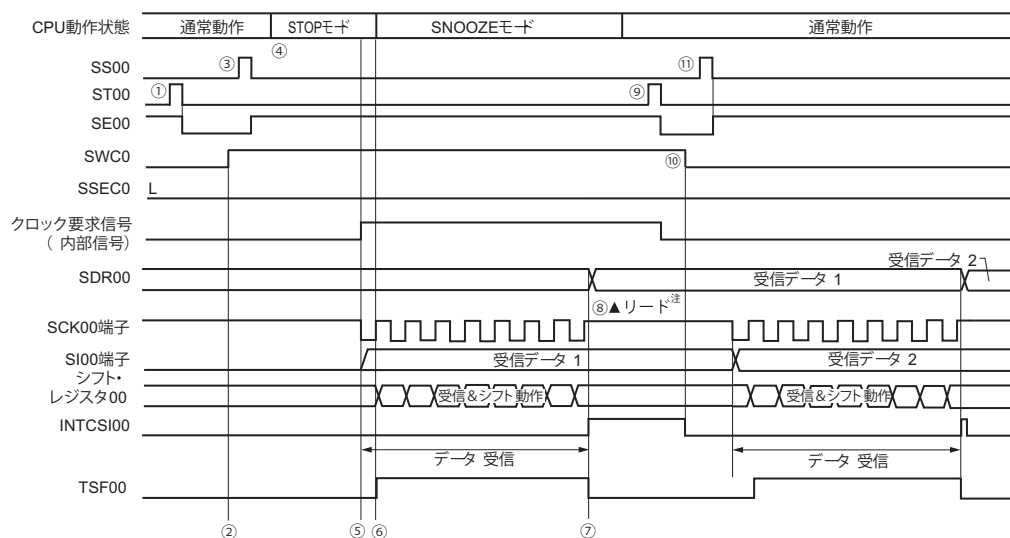 CPU動作状態 通常動作 STOPモード SNOOZEモード 通常動作
④
SS00 ③ ⑪
ST00 ① ⑨
SE00
SWC0 ⑩
SSEC0 L
クロック要求信号
( 内部信号)
受信データ 2
SDR00 受信データ 1
⑧▲リード注
SCK00端子
SI00端子 受信データ 1 受信データ 2
シフト・
レジスタ00 受信&シフト動作 受信&シフト動作
INTCSI00
データ 受信 データ 受信
TSF00
② ⑤ ⑥ ⑦